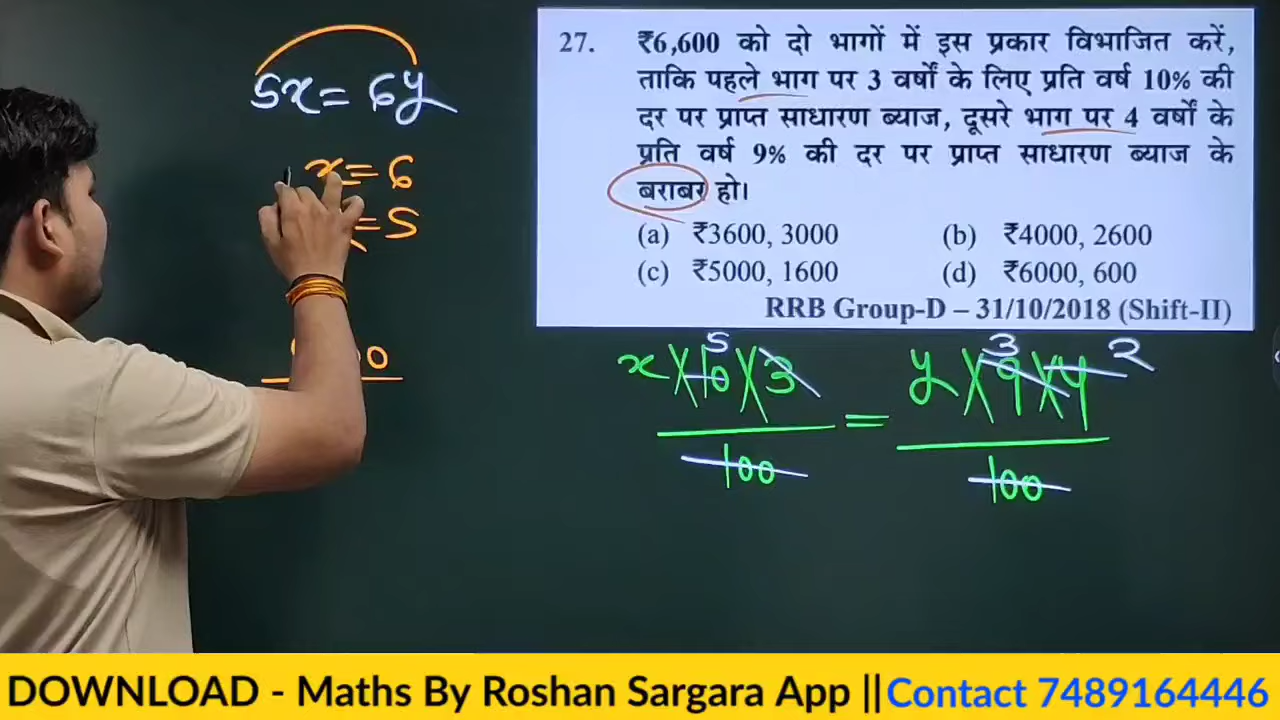 5x = 6y
x = 6
= 5
0
27. ₹6,600 को दो भागों में इस प्रकार विभाजित करें,
ताकि पहले भाग पर 3 वर्षों के लिए प्रति वर्ष 10% की
दर पर प्राप्त साधारण ब्याज, दूसरे भाग पर 4 वर्षों के
प्रति वर्ष 9% की दर पर प्राप्त साधारण ब्याज के
बराबर हो।
(a) ₹3600, 3000 (b) ₹4000, 2600
(c) ₹5000, 1600 (d) ₹6000, 600
RRB Group-D – 31/10/2018 (Shift-II)
5 3 2
x × 10 × 3 = y × 9 × 4
100 100
DOWNLOAD - Maths By Roshan Sargara App || Contact 7489164446